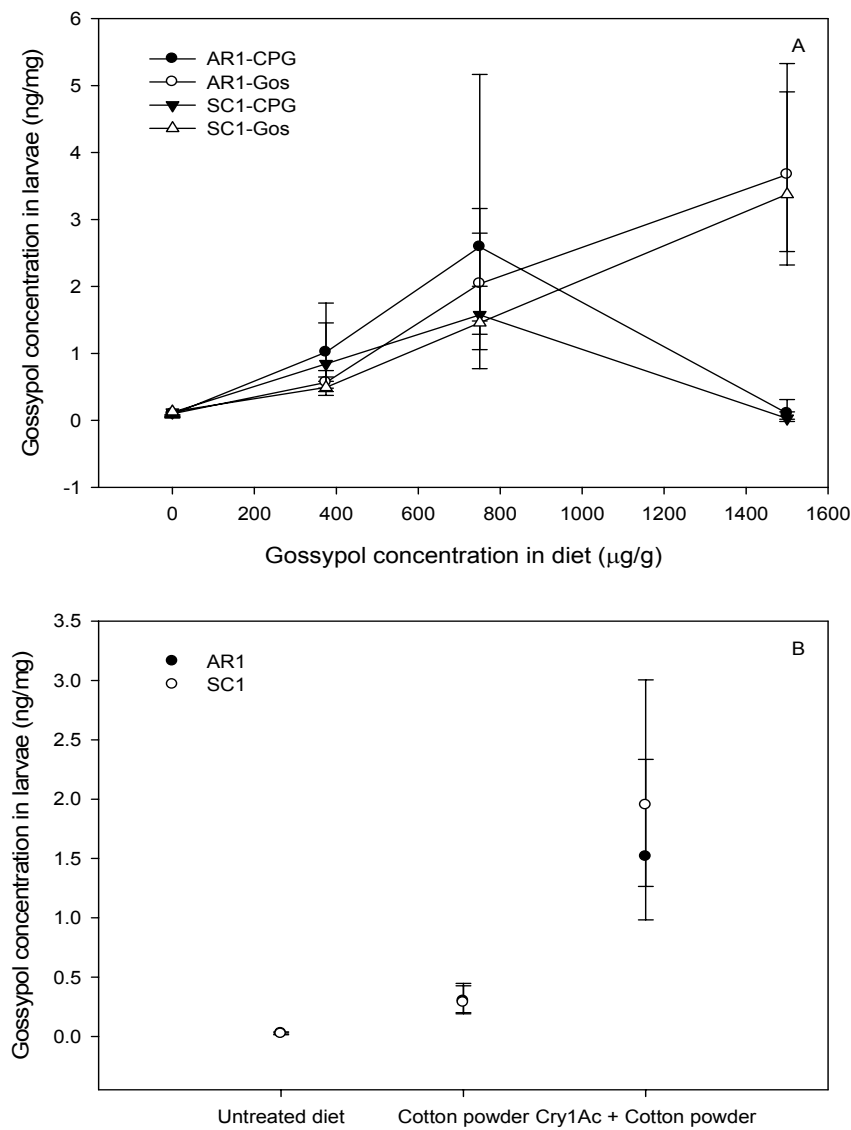 A
AR1-CPG
AR1-Gos
SC1-CPG
SC1-Gos
Gossypol concentration in larvae (ng/mg)
6
5
4
3
2
1
0
-1
0 200 400 600 800 1000 1200 1400 1600
Gossypol concentration in diet (μg/g)
B
AR1
SC1
Gossypol concentration in larvae (ng/mg)
3.5
3.0
2.5
2.0
1.5
1.0
0.5
0.0
Untreated diet Cotton powder Cry1Ac + Cotton powder